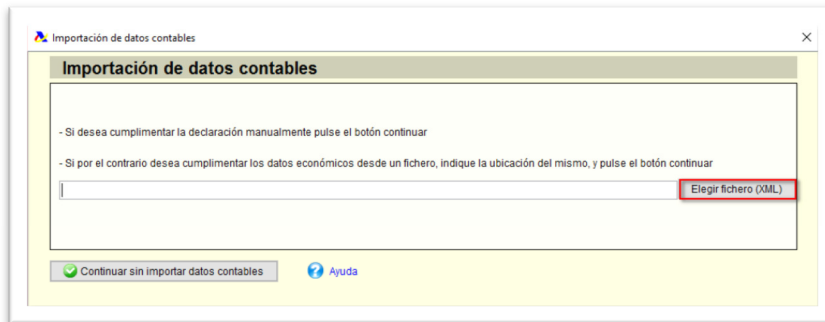 Importación de datos contables
Importación de datos contables
- Si desea cumplimentar la declaración manualmente pulse el botón continuar
- Si por el contrario desea cumplimentar los datos económicos desde un fichero, indique la ubicación del mismo, y pulse el botón continuar
Elegir fichero (XML)
Continuar sin importar datos contables
Ayuda